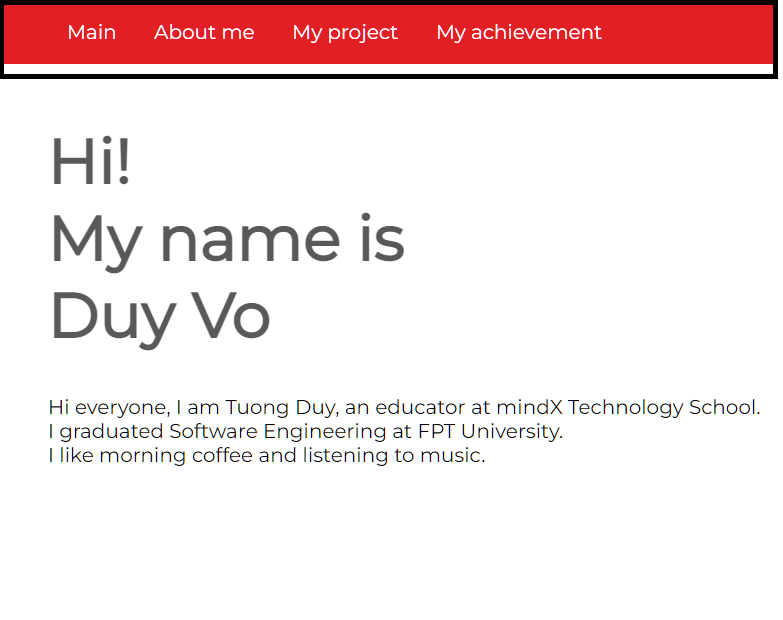 Main About me My project My achievement
Hi!
My name is
Duy Vo
Hi everyone, I am Tuong Duy, an educator at mindX Technology School.
I graduated Software Engineering at FPT University.
I like morning coffee and listening to music.